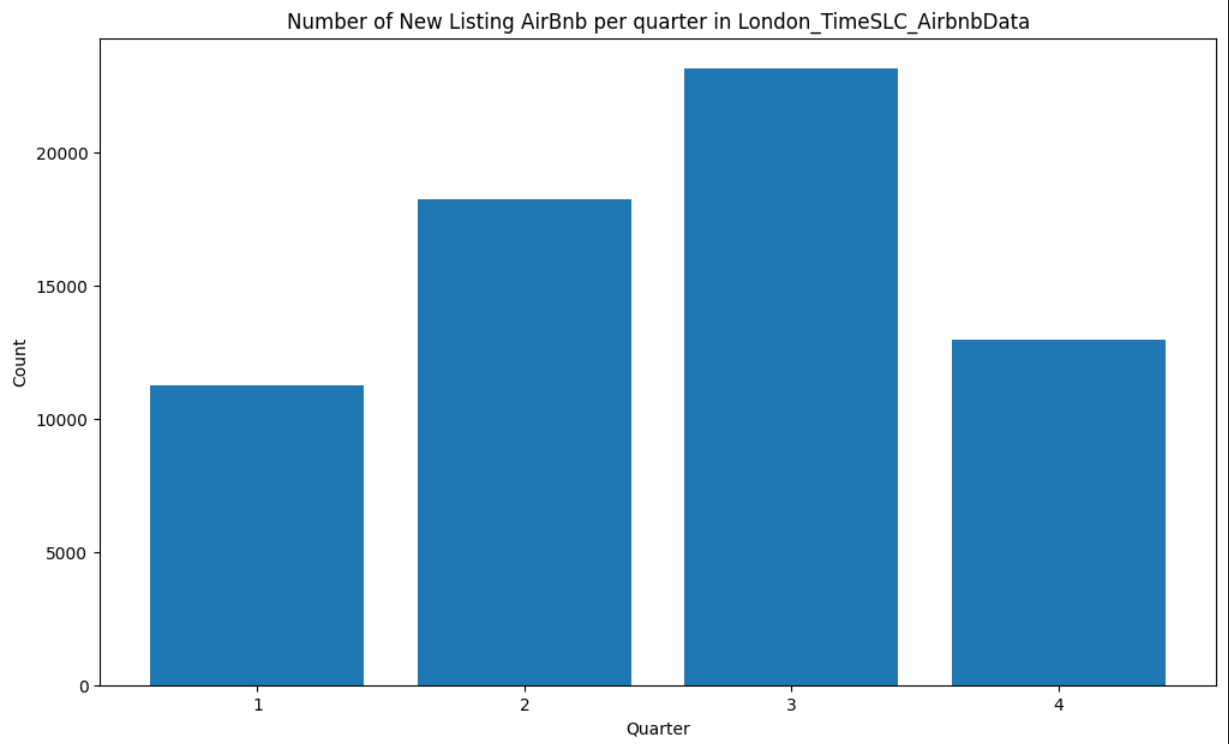 Number of New Listing AirBnb per quarter in London_TimeSLC_AirbnbData
20000
15000
10000
5000
0
Count
1 2 3 4
Quarter